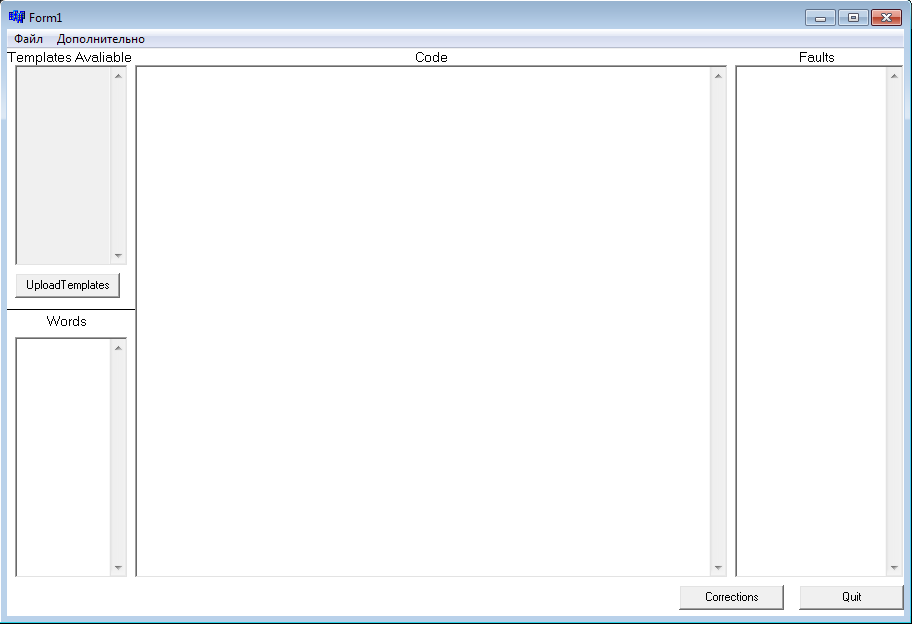 Form1
Файл Дополнительно
Templates Avaliable
Code
Faults
UploadTemplates
Words
Corrections
Quit